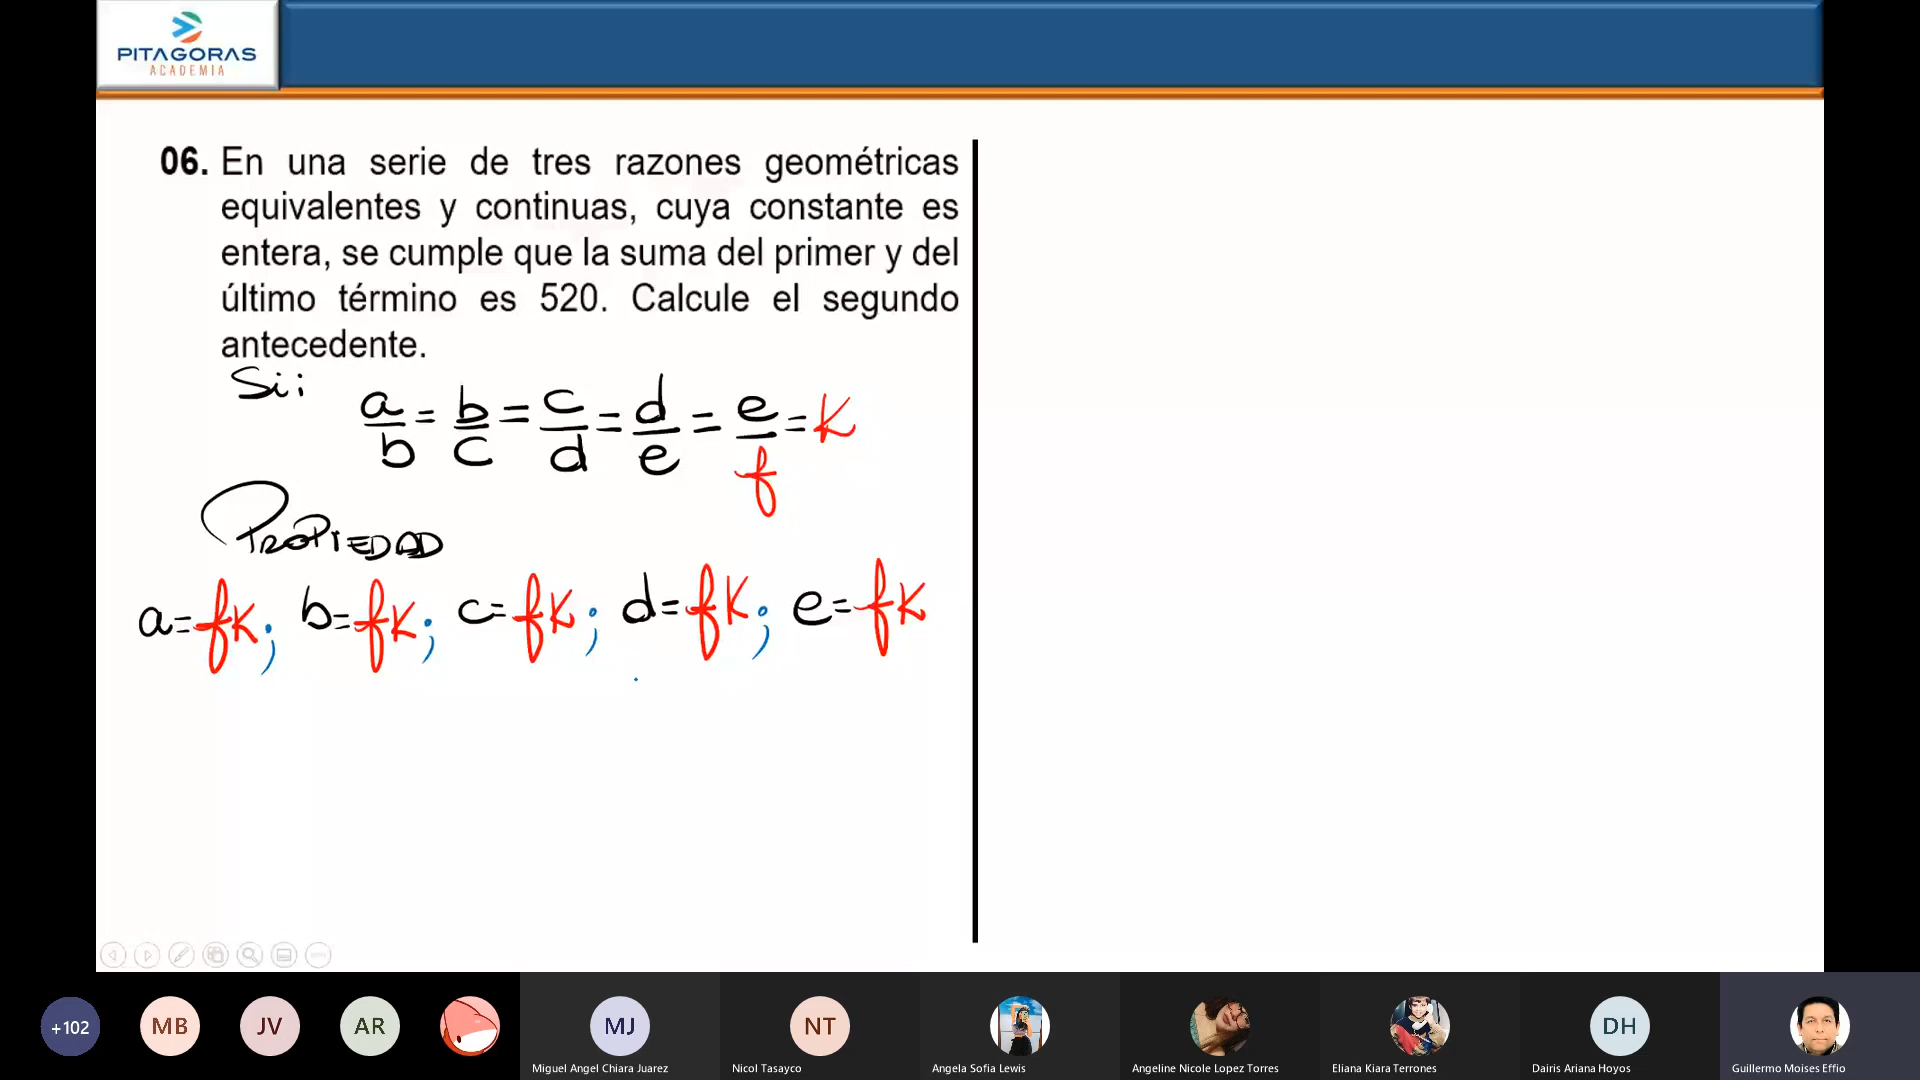 PITAGORAS
ACADEMIA
06. En una serie de tres razones geométricas
equivalentes y continuas, cuya constante es
entera, se cumple que la suma del primer y del
último término es 520. Calcule el segundo
antecedente.
Si:
a/b = b/c = c/d = d/e = e/f = K
PROPIEDAD
a=fK; b=fK; c=fK; d=fK; e=fK
+102
MB
JV
AR
MJ
NT
DH
Miguel Angel Chiara Juarez
Nicol Tasayco
Angela Sofia Lewis
Angeline Nicole Lopez Torres
Eliana Kiara Terrones
Dairis Ariana Hoyos
Guillermo Moises Effio